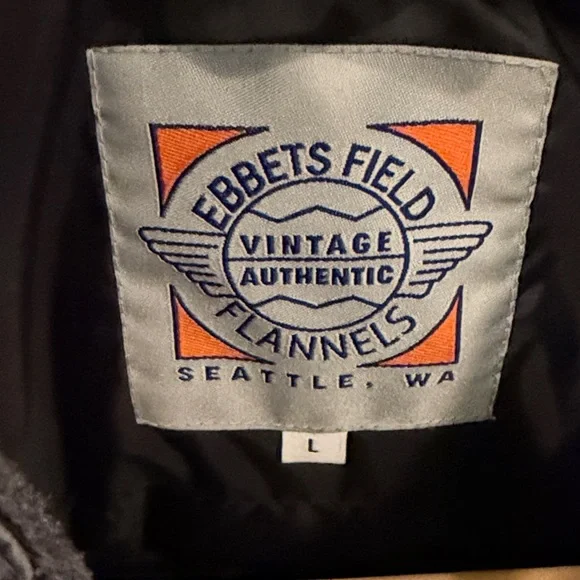 EBBETS FIELD
VINTAGE
AUTHENTIC
FLANNELS
SEATTLE, WA
L